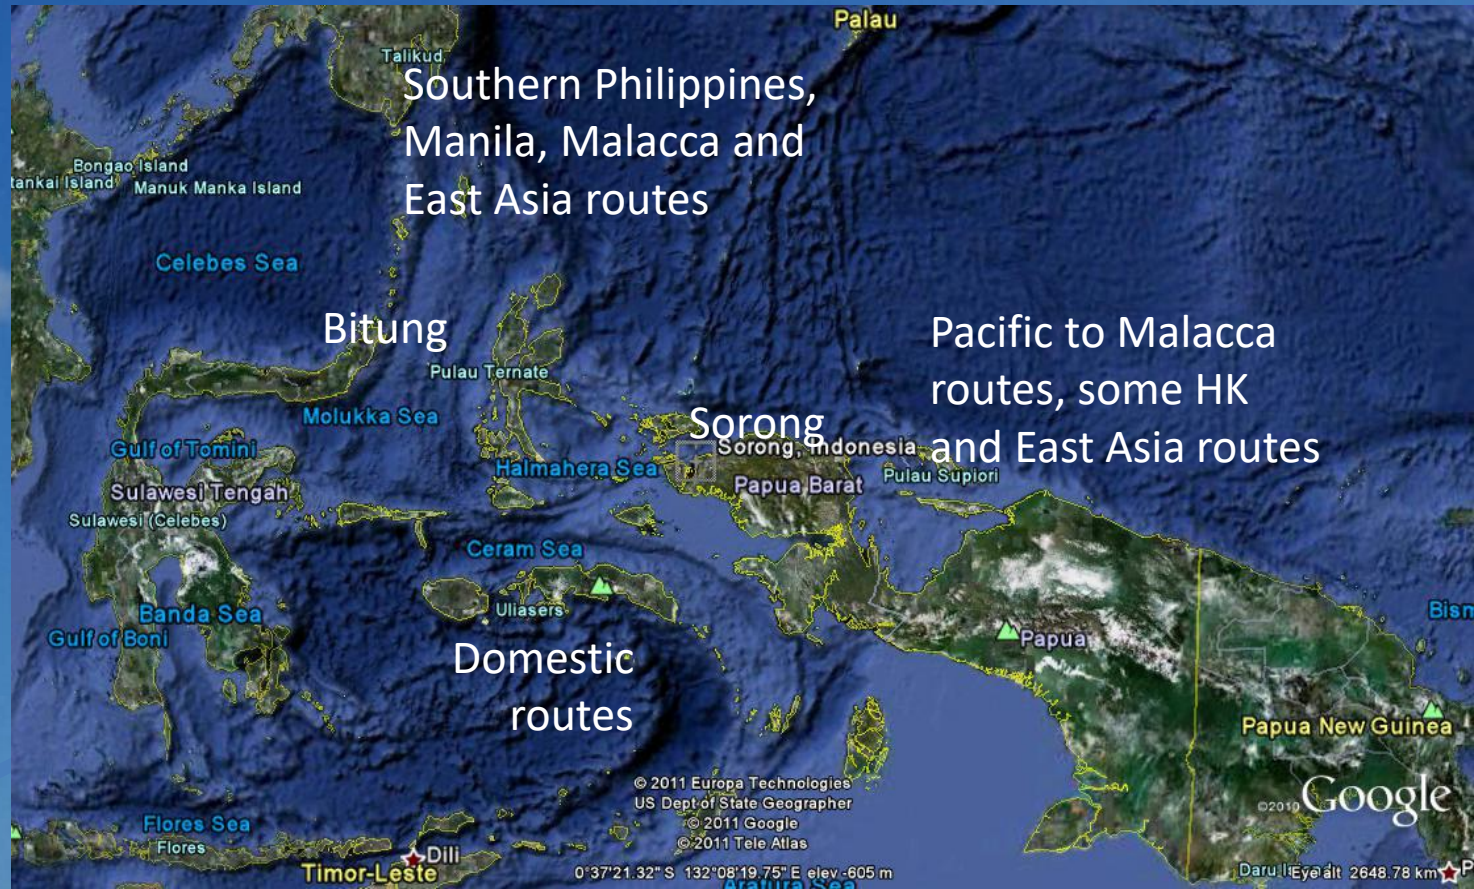 Palau
Talikud
Southern Philippines,
Manila, Malacca and
East Asia routes
Bongao Island
tankai Island
Manuk Manka Island
Celebes Sea
Bitung
Pacific to Malacca
routes, some HK
and East Asia routes
Pulau Ternate
Molukka Sea
Sorong
Sorong, Indonesia
Gulf of Tomini
Halmahera Sea
Papua Barat
Pulau Supiori
Sulawesi Tengah
Sulawesi (Celebes)
Ceram Sea
Banda Sea
Uliasers
Bism
Gulf of Boni
Papua
Domestic
routes
Papua New Guinea
© 2011 Europa Technologies
US Dept of State Geographer
© 2011 Google
© 2011 Tele Atlas
©2010 Google
Flores Sea
Flores
Dili
Timor-Leste
0°37'21.32" S 132°08'19.75" E elev -605 m
Arafura Sea
Daru
Eye alt 2648.78 km
P